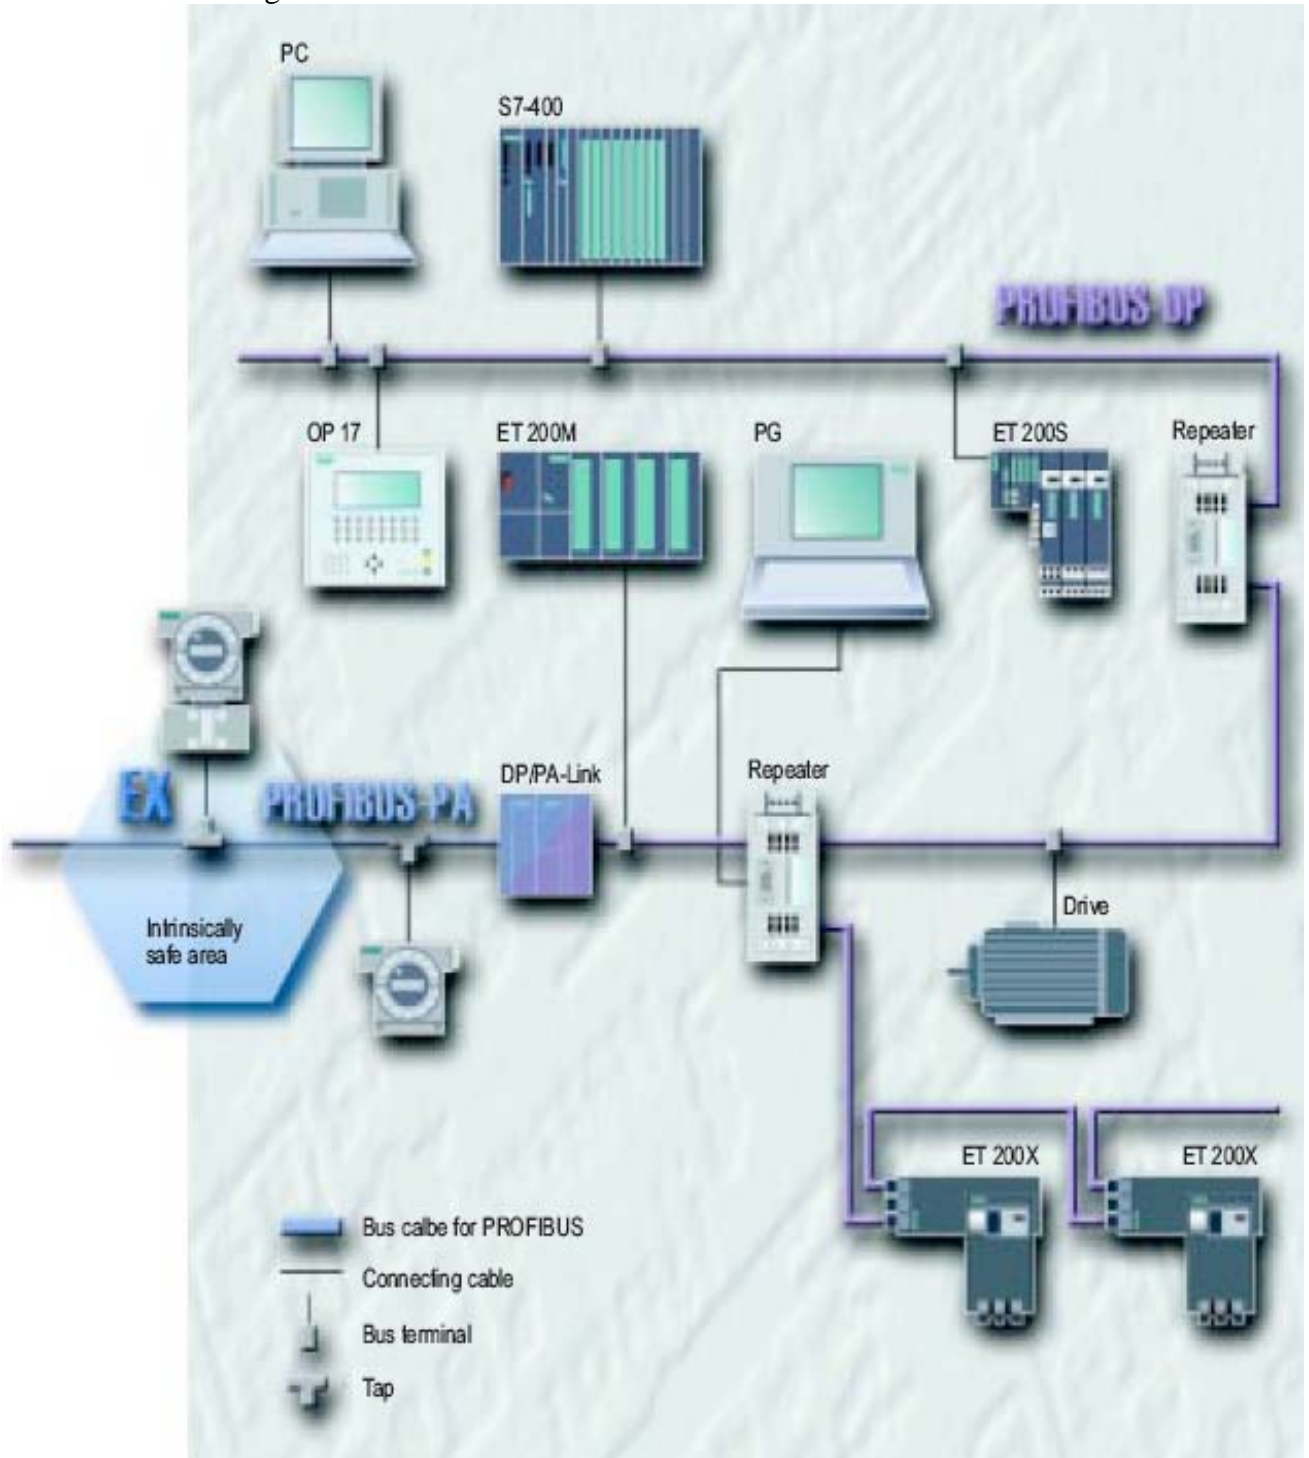 PC
S7-400
PROFIBUS-DP
OP 17
ET 200M
PG
ET 200S
Repeater
DP/PA-Link
Repeater
EX
PROFIBUS-PA
Intrinsically
safe area
Drive
ET 200X
ET 200X
Bus calbe for PROFIBUS
Connecting cable
Bus terminal
Tap